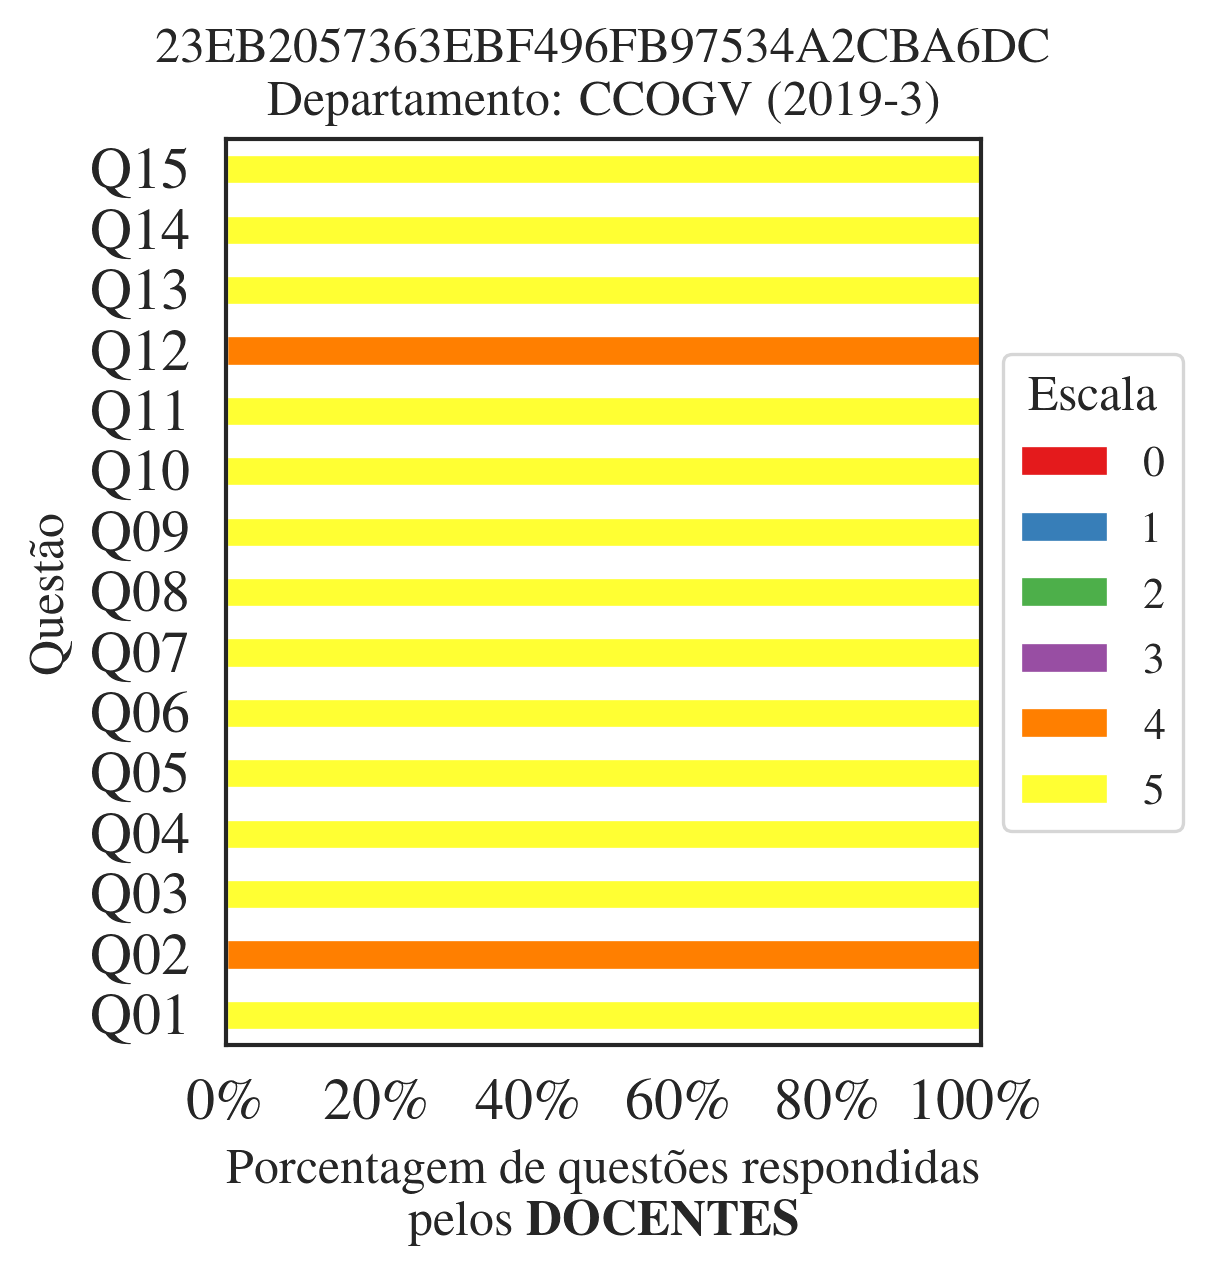 23EB2057363EBF496FB97534A2CBA6DC
Departamento: CCOGV (2019-3)
Q15
Q14
Q13
Q12
Q11
Q10
Q09
Q08
Q07
Q06
Q05
Q04
Q03
Q02
Q01
Questão
0% 20% 40% 60% 80% 100%
Porcentagem de questões respondidas
pelos DOCENTES
Escala
0
1
2
3
4
5